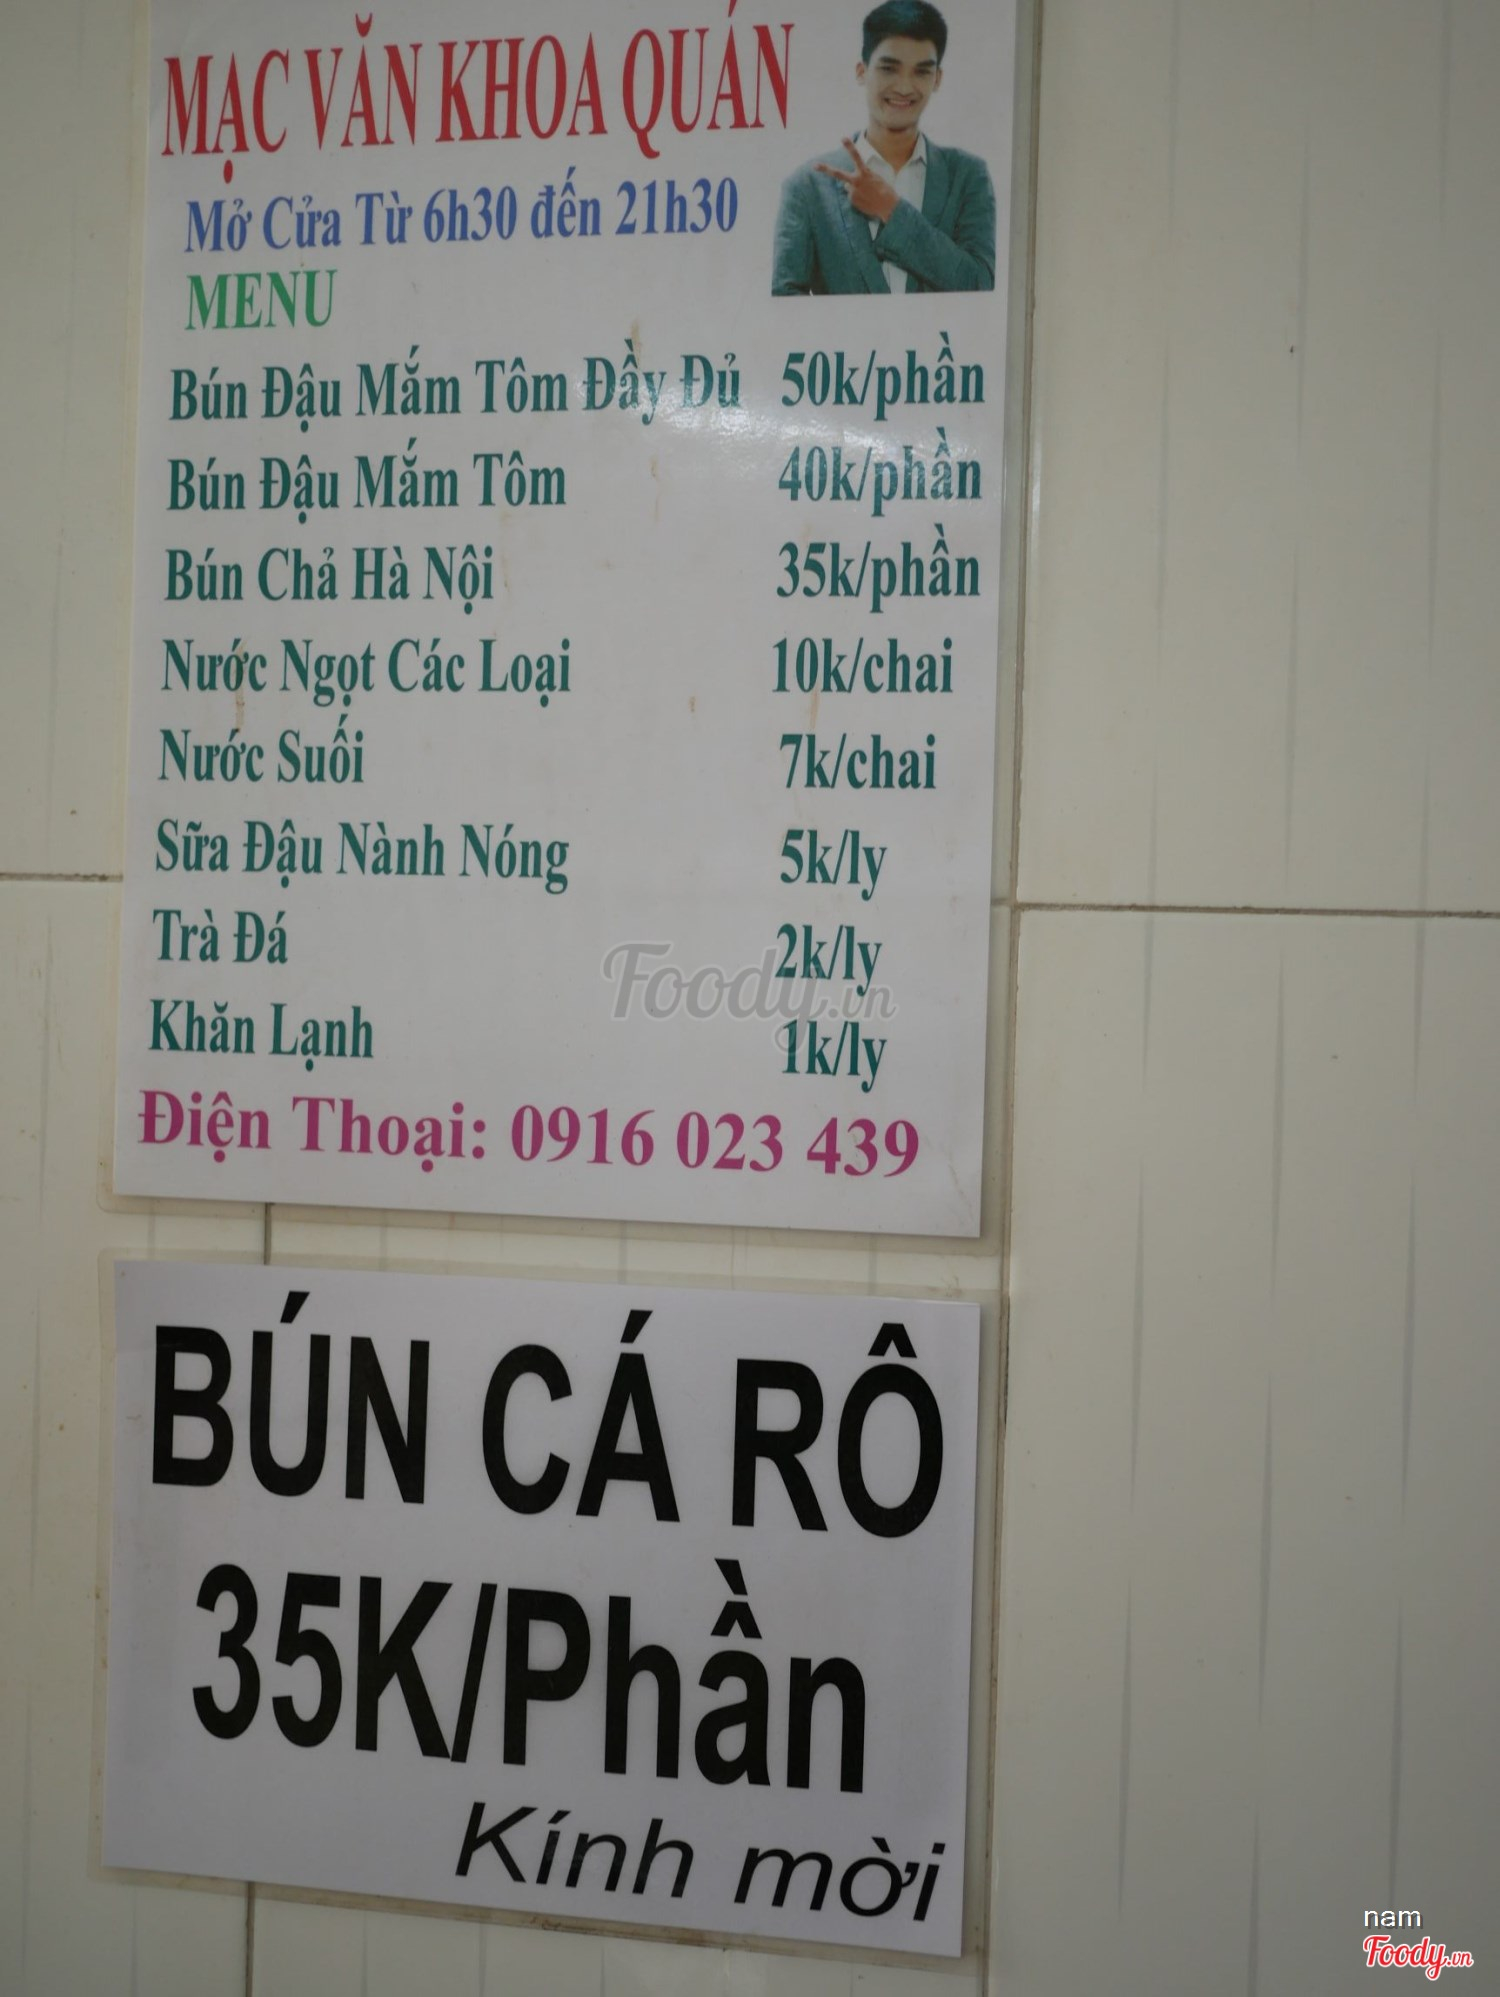 MẠC VĂN KHOA QUÁN
Mở Cửa Từ 6h30 đến 21h30
MENU
Bún Đậu Mắm Tôm Đầy Đủ 50k/phần
Bún Đậu Mắm Tôm 40k/phần
Bún Chả Hà Nội 35k/phần
Nước Ngọt Các Loại 10k/chai
Nước Suối 7k/chai
Sữa Đậu Nành Nóng 5k/ly
Trà Đá 2k/ly
Khăn Lạnh 1k/ly
Điện Thoại: 0916 023 439
Foody.vn
BÚN CÁ RÔ
35K/Phần
Kính mời
nam
Foody.vn